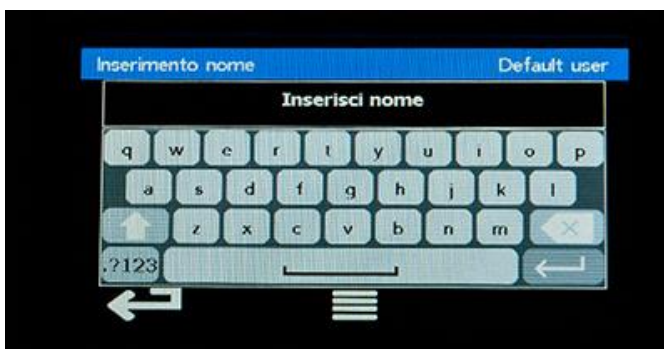 Inserimento nome Default user
Inserisci nome
q w e r t y u i o p
a s d f g h j k l
z x c v b n m
.?123